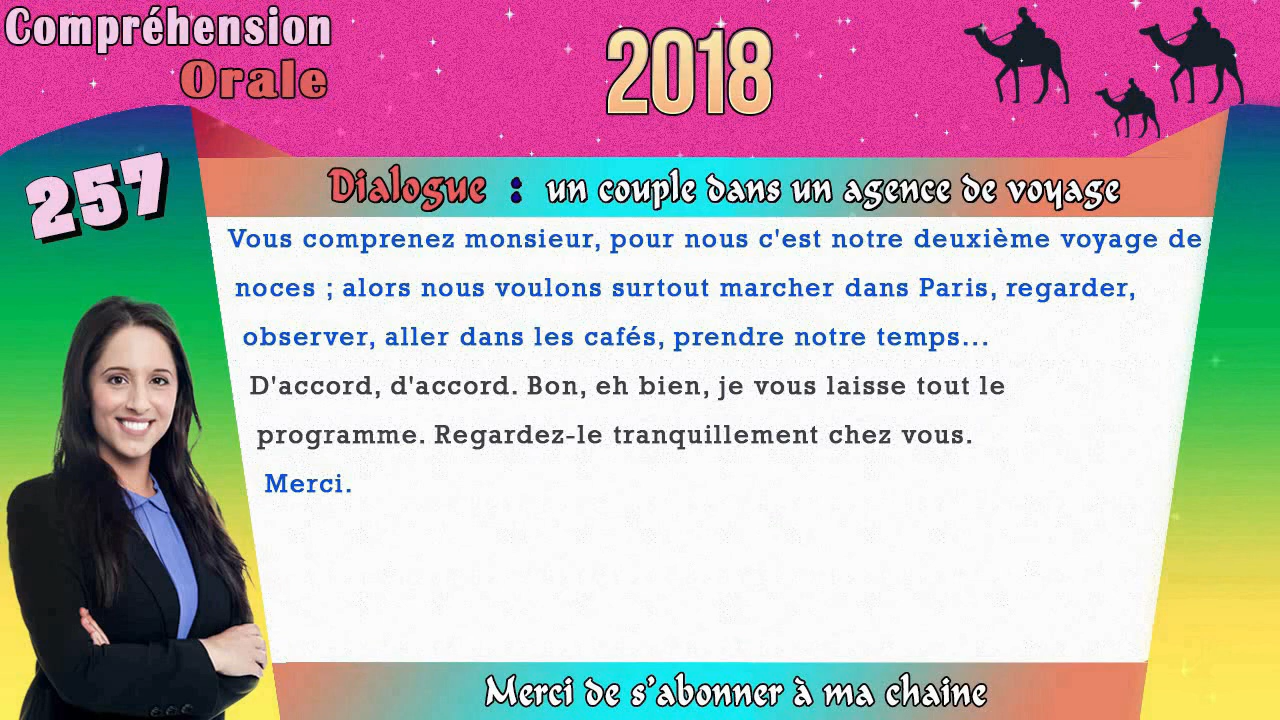 Compréhension
Orale
2018
257
Dialogue : un couple dans un agence de voyage
Vous comprenez monsieur, pour nous c'est notre deuxième voyage de
noces ; alors nous voulons surtout marcher dans Paris, regarder,
observer, aller dans les cafés, prendre notre temps...
D'accord, d'accord. Bon, eh bien, je vous laisse tout le
programme. Regardez-le tranquillement chez vous.
Merci.
Merci de s'abonner à ma chaine